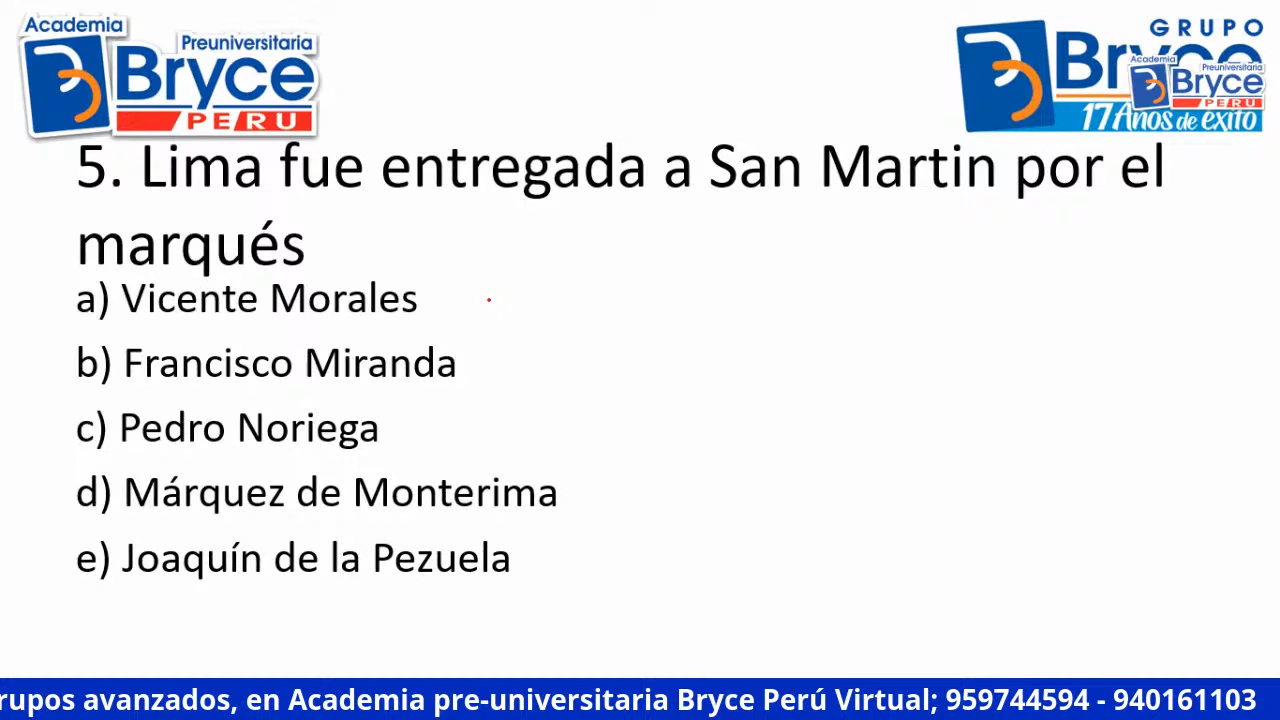 Academia
Preuniversitaria
Bryce
PERU
GRUPO
Bryce
Academia
Preuniversitaria
Bryce
PERU
17 Años de éxito
5. Lima fue entregada a San Martin por el
marqués
a) Vicente Morales
b) Francisco Miranda
c) Pedro Noriega
d) Márquez de Monterima
e) Joaquín de la Pezuela
rupos avanzados, en Academia pre-universitaria Bryce Perú Virtual; 959744594 - 940161103